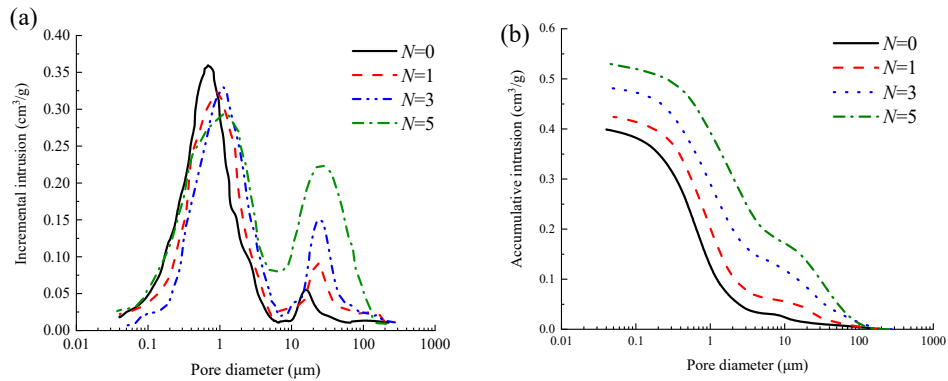 (a)
Incremental intrusion (cm³/g)
0.40
0.35
0.30
0.25
0.20
0.15
0.10
0.05
0.00
0.01
0.1
1
10
100
1000
Pore diameter (μm)
N=0
N=1
N=3
N=5
(b)
Accumulative intrusion (cm³/g)
0.6
0.5
0.4
0.3
0.2
0.1
0.0
0.01
0.1
1
10
100
1000
Pore diameter (μm)
N=0
N=1
N=3
N=5